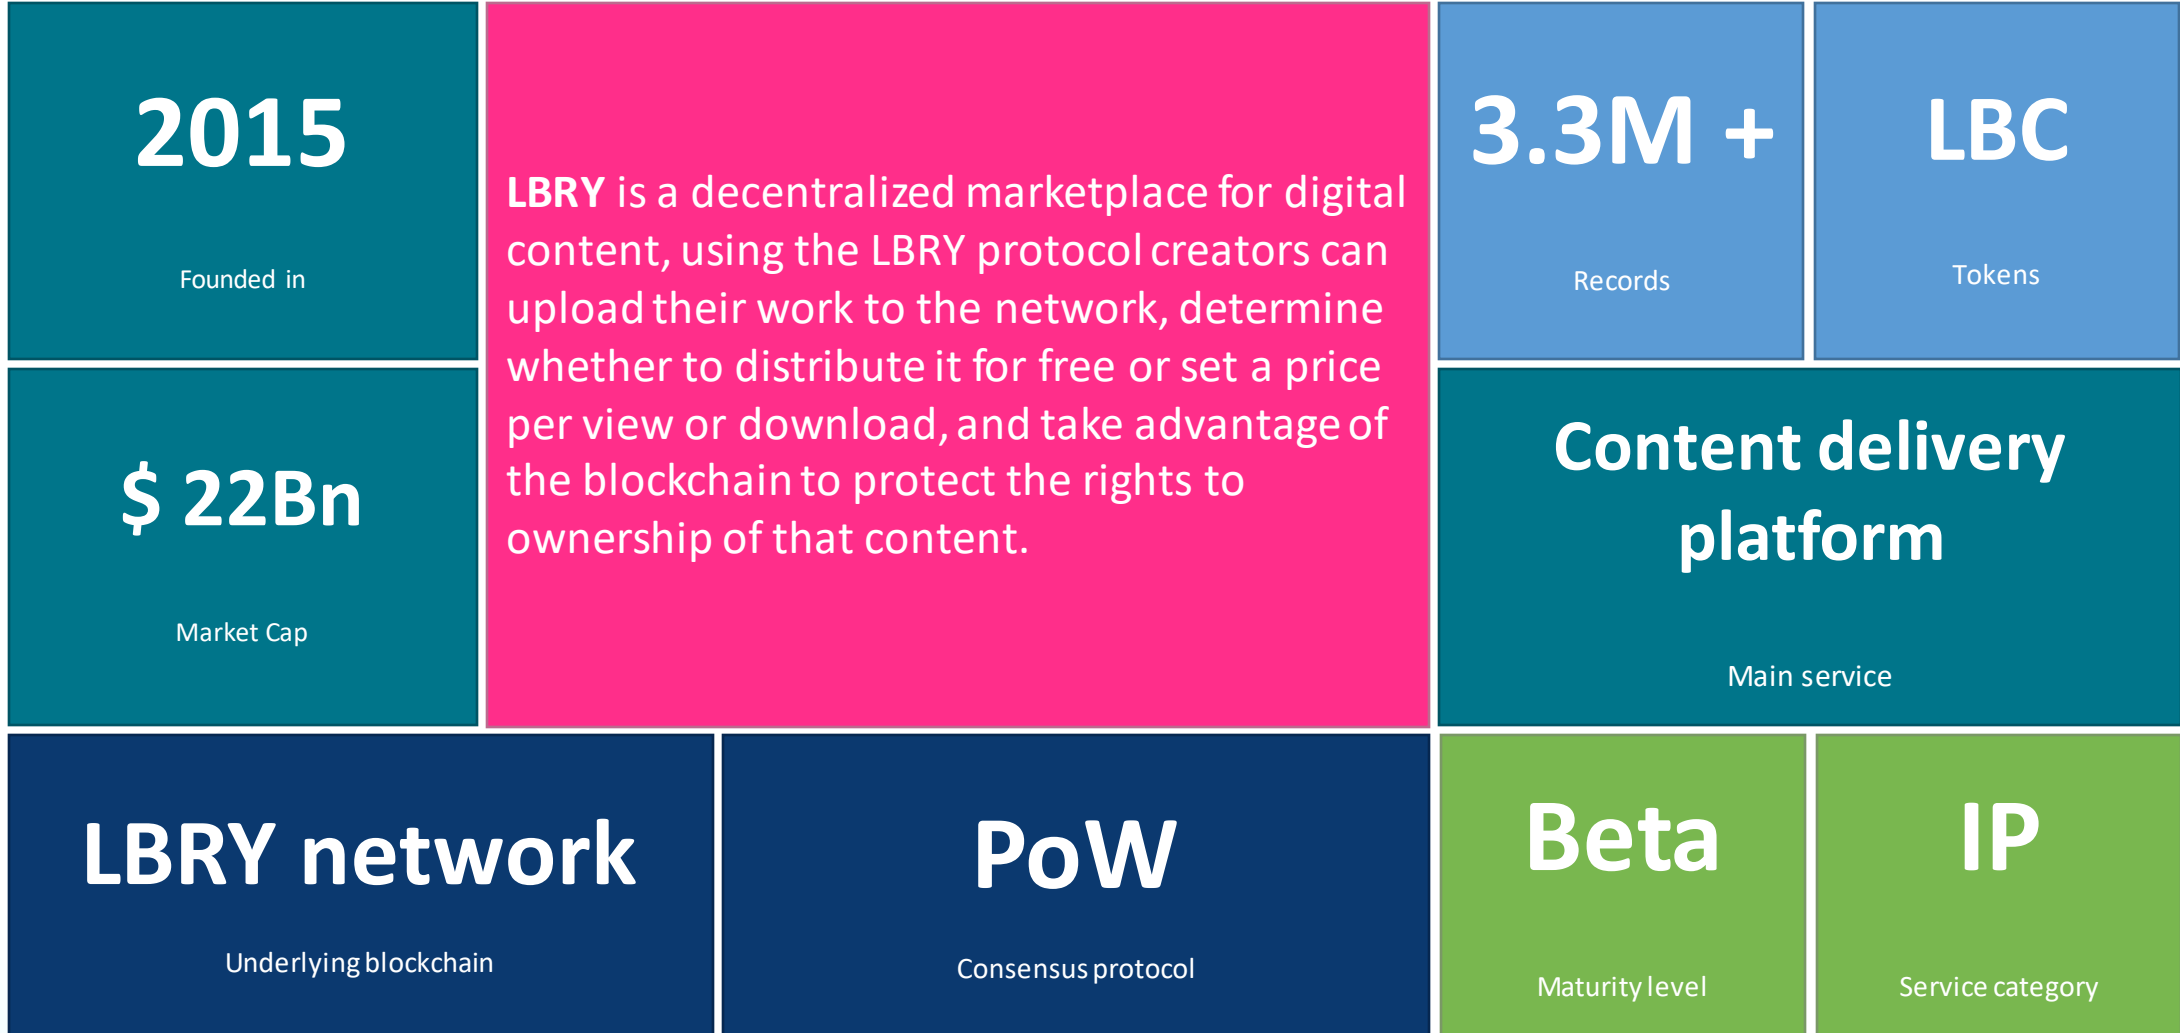 2015
Founded in
$ 22Bn
Market Cap
LBRY is a decentralized marketplace for digital
content, using the LBRY protocol creators can
upload their work to the network, determine
whether to distribute it for free or set a price
per view or download, and take advantage of
the blockchain to protect the rights to
ownership of that content.
3.3M +
Records
LBC
Tokens
Content delivery
platform
Main service
LBRY network
Underlying blockchain
PoW
Consensus protocol
Beta
Maturity level
IP
Service category